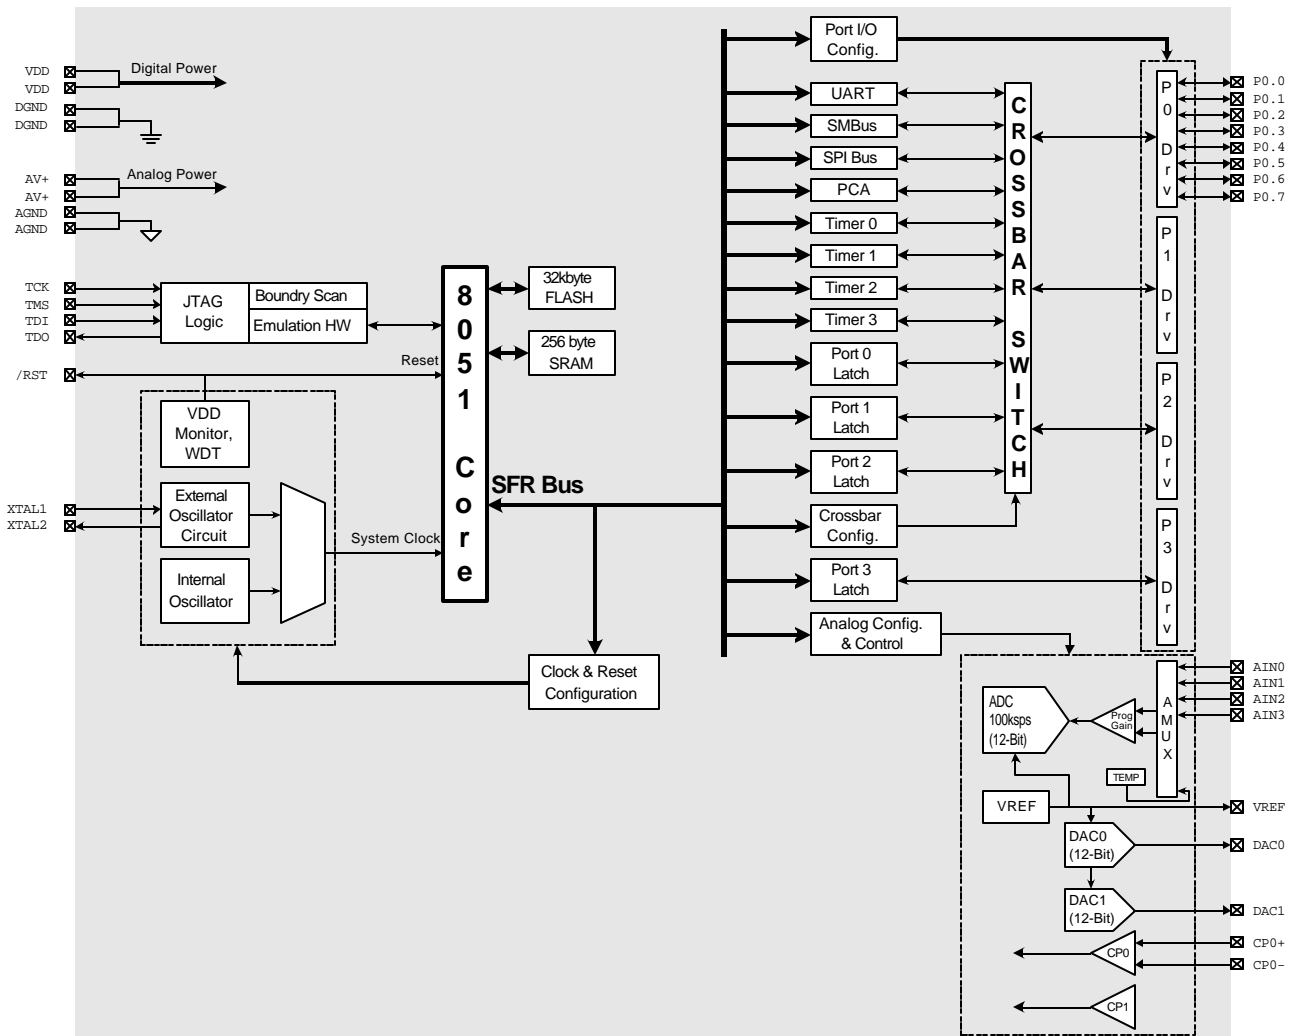 VDD
VDD
DGND
DGND
Digital Power
AV+
AV+
AGND
AGND
Analog Power
TCK
TMS
TDI
TDO
JTAG
Logic
Boundry Scan
Emulation HW
/RST
Reset
VDD
Monitor,
WDT
XTAL1
XTAL2
External
Oscillator
Circuit
Internal
Oscillator
System Clock
8051 Core
32kbyte
FLASH
256 byte
SRAM
SFR Bus
Clock & Reset
Configuration
Port I/O
Config.
UART
SMBus
SPI Bus
PCA
Timer 0
Timer 1
Timer 2
Timer 3
Port 0
Latch
Port 1
Latch
Port 2
Latch
Crossbar
Config.
Port 3
Latch
Analog Config.
& Control
CROSSBAR SWITCH
P0 Drv
P1 Drv
P2 Drv
P3 Drv
P0.0
P0.1
P0.2
P0.3
P0.4
P0.5
P0.6
P0.7
ADC
100ksps
(12-Bit)
Prog
Gain
AMUX
TEMP
AIN0
AIN1
AIN2
AIN3
VREF
VREF
DAC0
(12-Bit)
DAC0
DAC1
(12-Bit)
DAC1
CP0
CP0+
CP0-
CP1